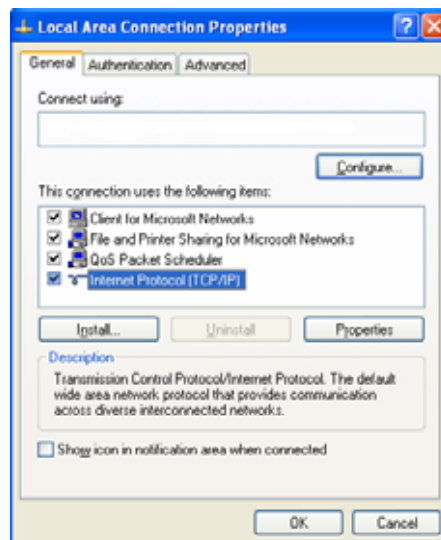 Local Area Connection Properties
General Authentication Advanced
Connect using:
Configure...
This connection uses the following items:
Client for Microsoft Networks
File and Printer Sharing for Microsoft Networks
QoS Packet Scheduler
Internet Protocol (TCP/IP)
Install... Uninstall Properties
Description
Transmission Control Protocol/Internet Protocol. The default
wide area network protocol that provides communication
across diverse interconnected networks.
Show icon in notification area when connected
OK Cancel